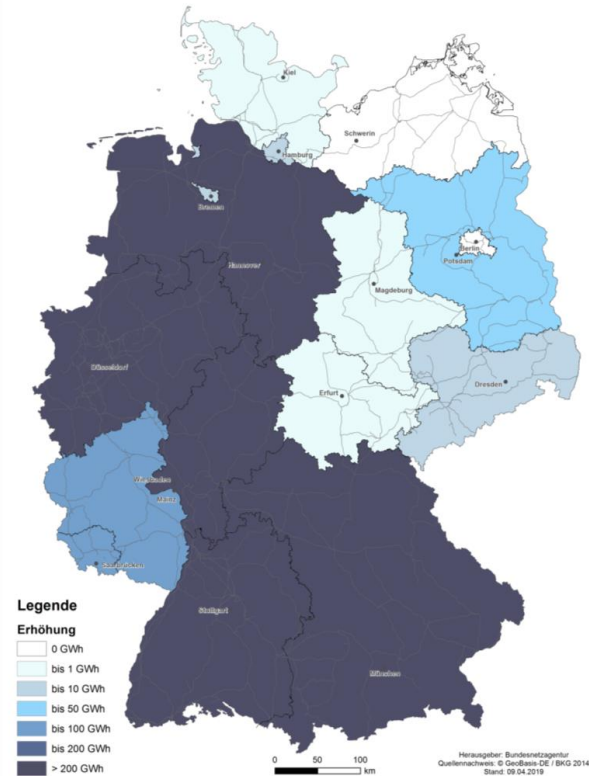 Kiel
Schwerin
Hamburg
Bremen
Berlin
Potsdam
Hannover
Magdeburg
Düsseldorf
Erfurt
Dresden
Wiesbaden
Mainz
Saarbrücken
Stuttgart
München
Legende
Erhöhung
0 GWh
bis 1 GWh
bis 10 GWh
bis 50 GWh
bis 100 GWh
bis 200 GWh
> 200 GWh
0 50 100
km
Herausgeber: Bundesnetzagentur
Quellennachweis: © GeoBasis-DE / BKG 2014
Stand: 09.04.2019